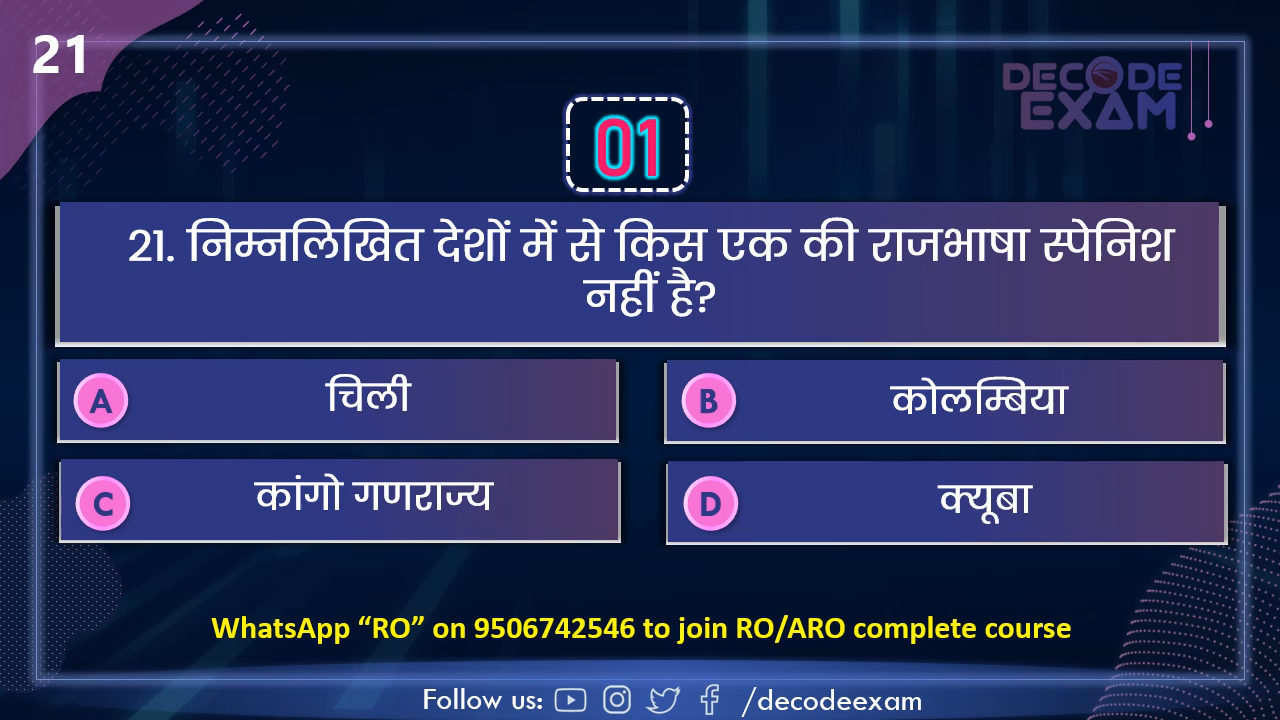 21
DECODE
EXAM
01
21. निम्नलिखित देशों में से किस एक की राजभाषा स्पेनिश
नहीं है?
A चिली
B कोलम्बिया
C कांगो गणराज्य
D क्यूबा
WhatsApp “RO” on 9506742546 to join RO/ARO complete course
Follow us: /decodeexam